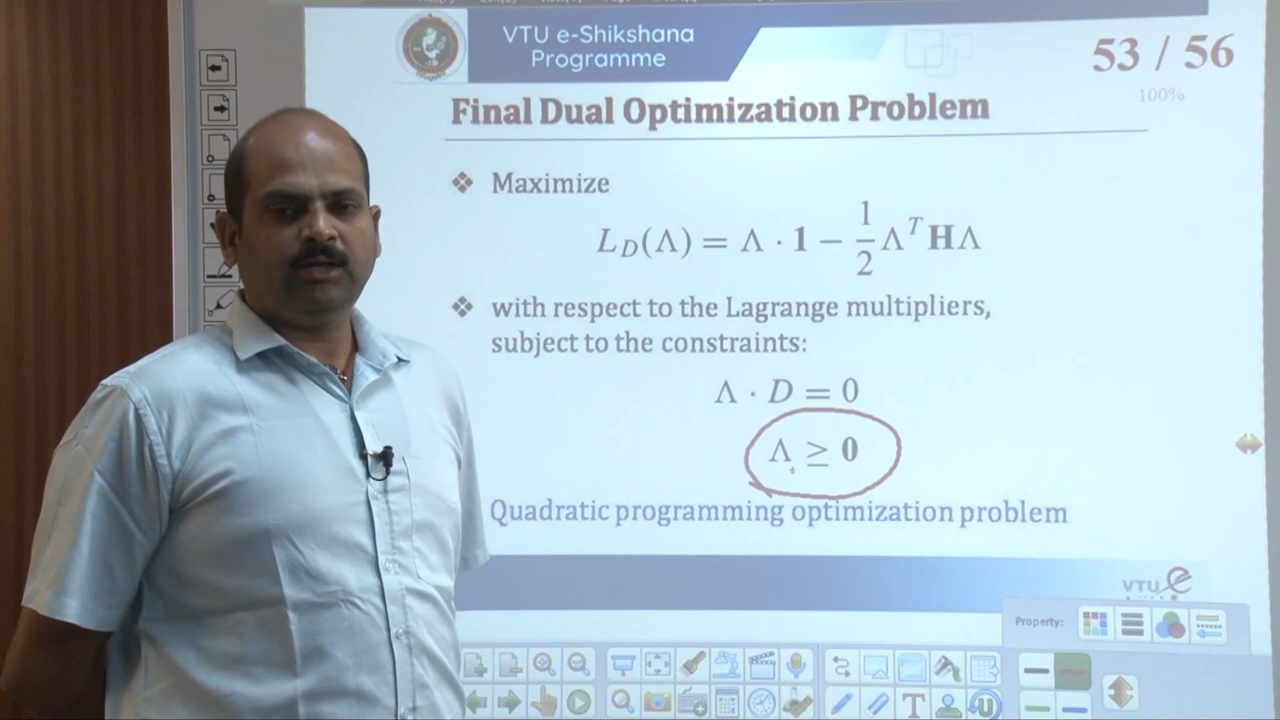 VTU e-Shikshana
Programme
53 / 56
100%
Final Dual Optimization Problem
❖ Maximize
L_D(Λ) = Λ · 1 − 1/2 Λ^T HΛ
❖ with respect to the Lagrange multipliers,
subject to the constraints:
Λ · D = 0
Λ ≥ 0
Quadratic programming optimization problem
VTU e
Property:
T
U